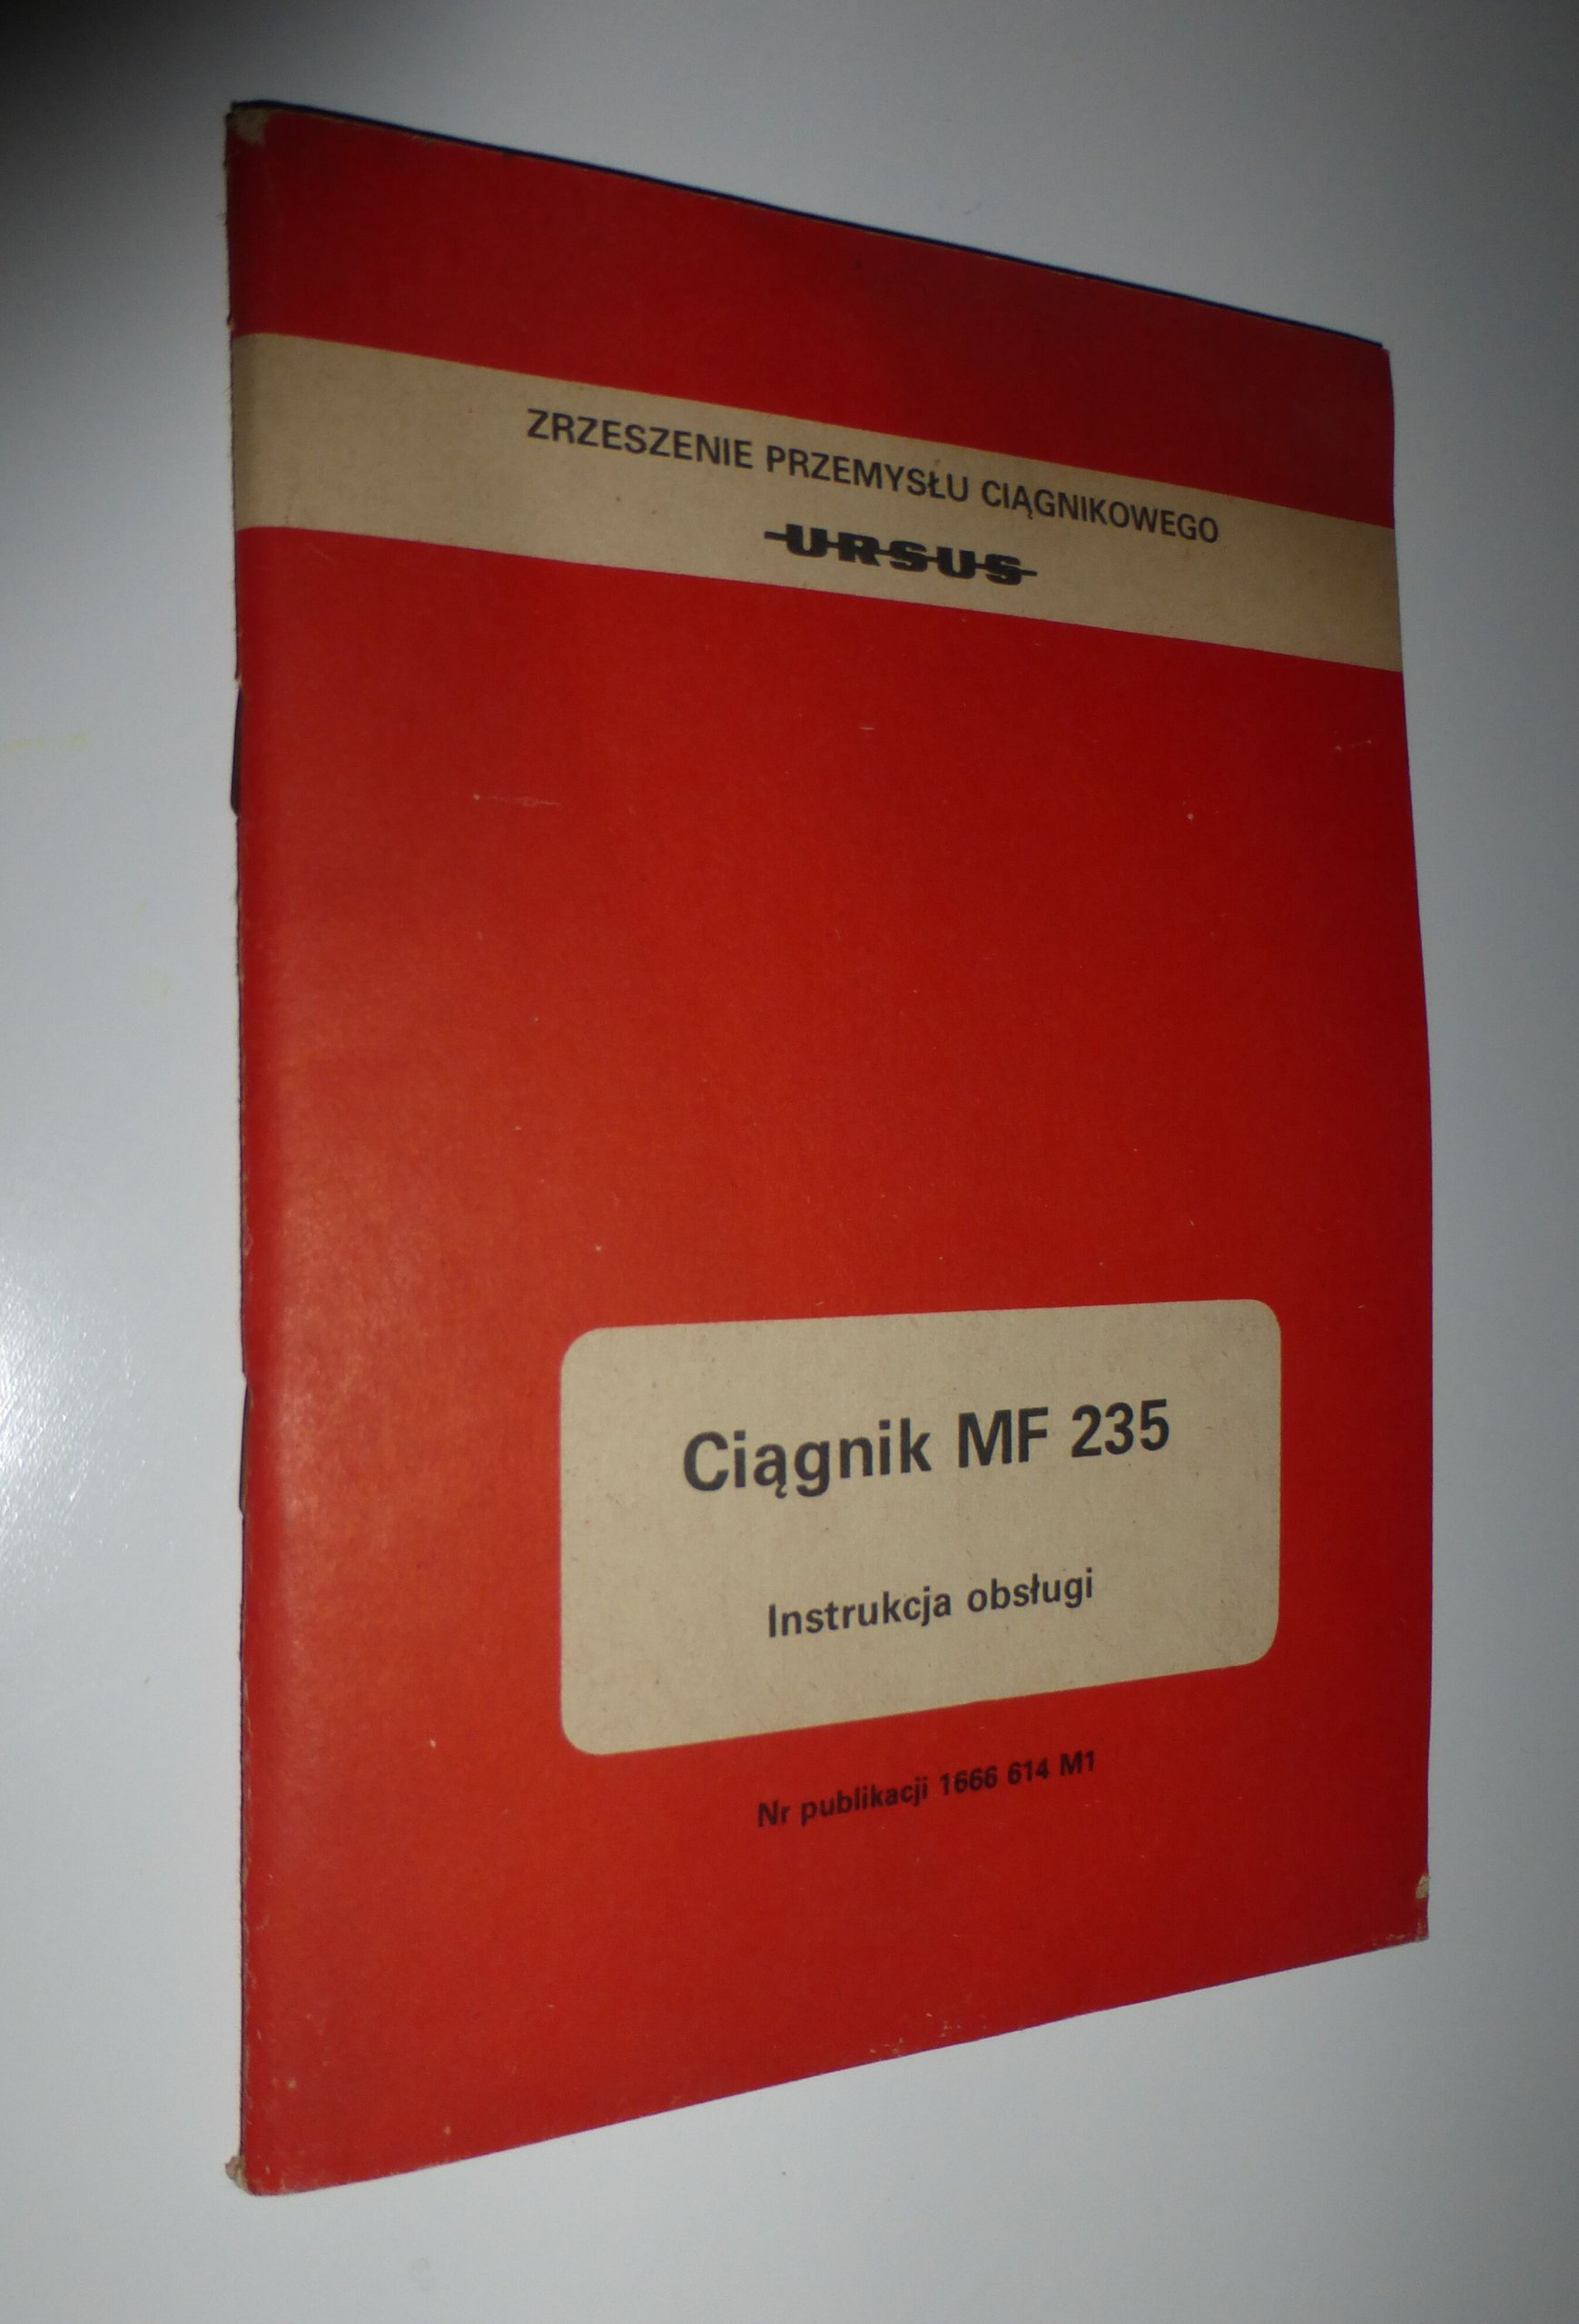 ZRZESZENIE PRZEMYSŁU CIĄGNIKOWEGO
URSUS
Ciągnik MF 235
Instrukcja obsługi
Nr publikacji 1666 614 M1